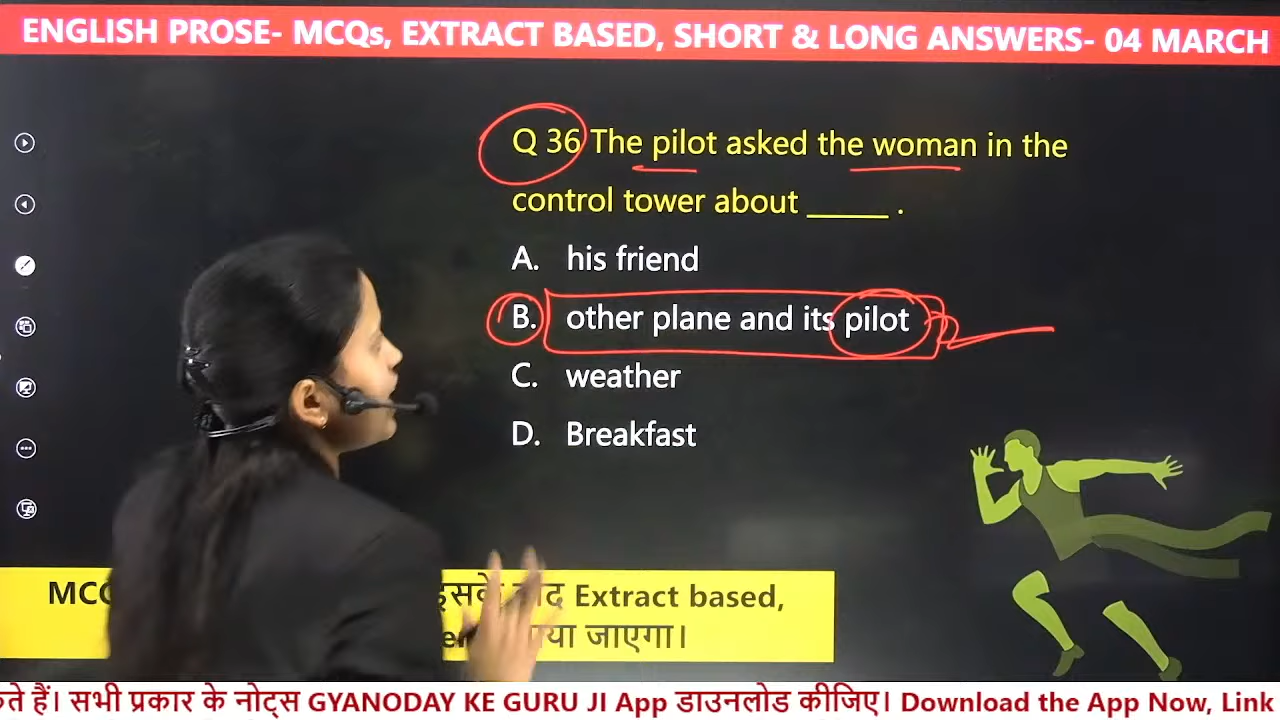 ENGLISH PROSE- MCQs, EXTRACT BASED, SHORT & LONG ANSWERS- 04 MARCH
Q 36 The pilot asked the woman in the
control tower about _____ .
A. his friend
B. other plane and its pilot
C. weather
D. Breakfast
Extract based,
जाएगा।
हैं। सभी प्रकार के नोट्स GYANODAY KE GURU JI App डाउनलोड कीजिए। Download the App Now, Link